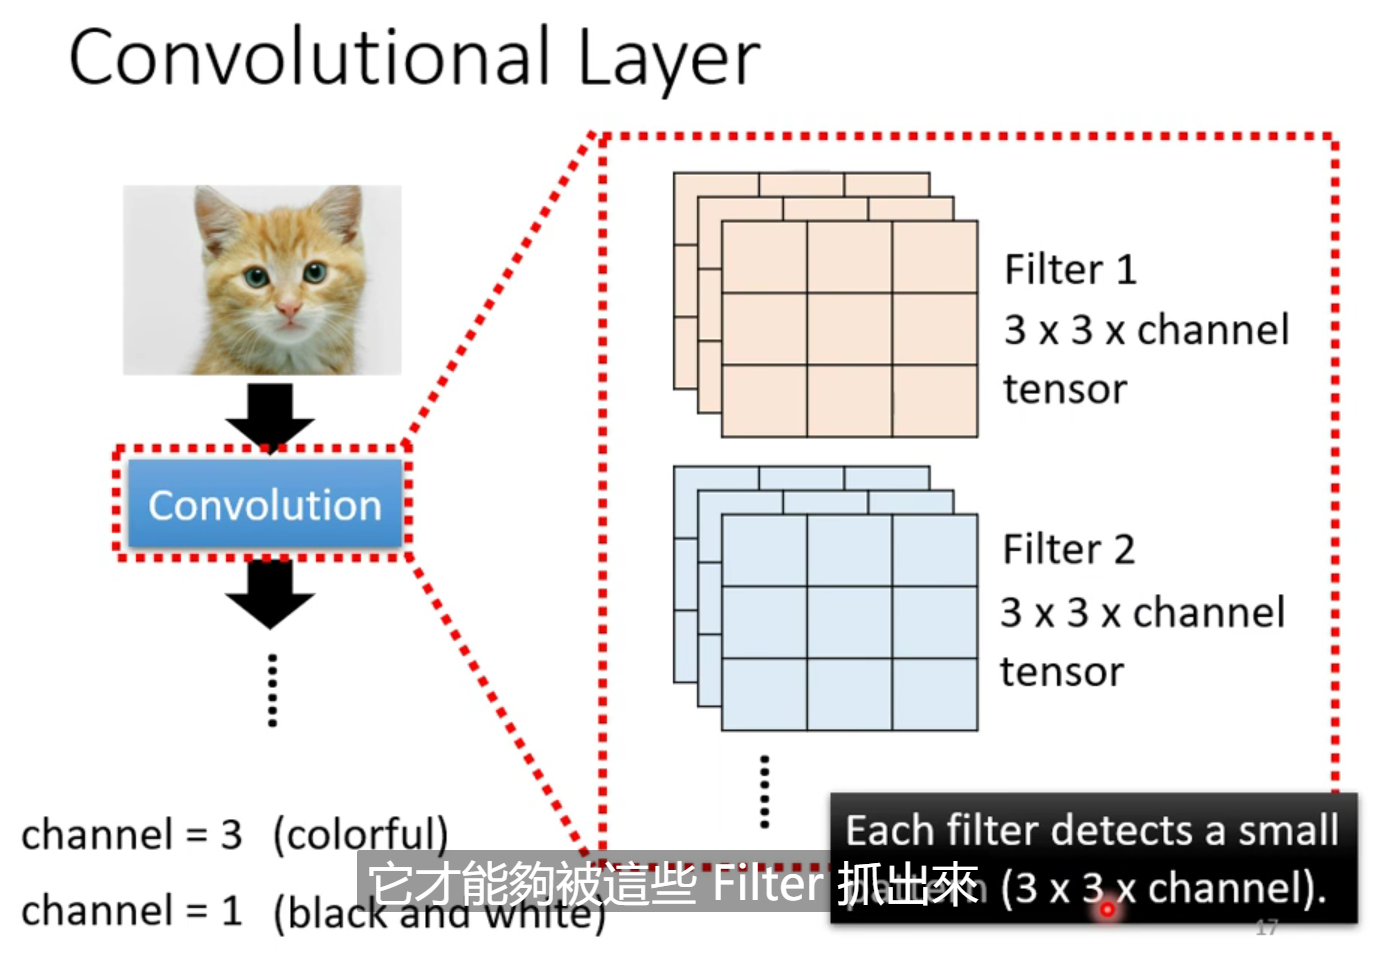 Convolutional Layer
Filter 1
3 x 3 x channel
tensor
Convolution
Filter 2
3 x 3 x channel
tensor
channel = 3 (colorful)
channel = 1 (black and white)
Each filter detects a small
pattern (3 x 3 x channel).
它才能夠被這些 Filter 抓出來
17